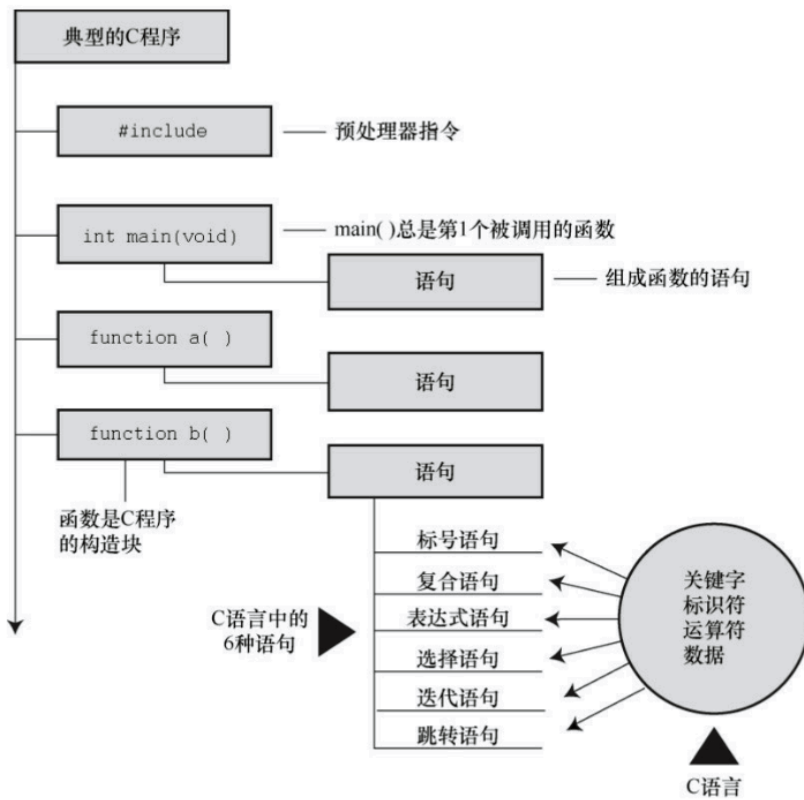 典型的C程序
#include
预处理器指令
int main(void)
main( )总是第1个被调用的函数
语句
组成函数的语句
function a( )
语句
function b( )
语句
函数是C程序
的构造块
标号语句
复合语句
表达式语句
选择语句
迭代语句
跳转语句
C语言中的
6种语句
关键字
标识符
运算符
数据
C语言